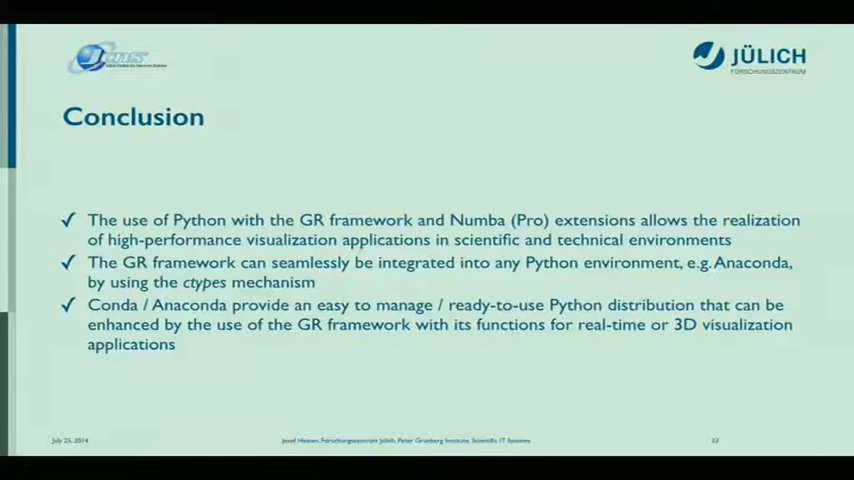 JCNS
JÜLICH
FORSCHUNGSZENTRUM
Conclusion
✓ The use of Python with the GR framework and Numba (Pro) extensions allows the realization
of high-performance visualization applications in scientific and technical environments
✓ The GR framework can seamlessly be integrated into any Python environment, e.g. Anaconda,
by using the ctypes mechanism
✓ Conda / Anaconda provide an easy to manage / ready-to-use Python distribution that can be
enhanced by the use of the GR framework with its functions for real-time or 3D visualization
applications
July 25, 2014
Josef Heinen, Forschungszentrum Jülich, Peter Grünberg Institute, Scientific IT Systems
23